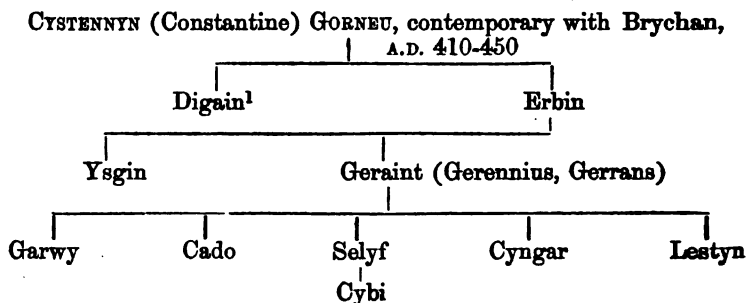 CYSTENNYN (Constantine) GORNEU, contemporary with Brychan,
A.D. 410-450
Digain¹ Erbin
Ysgin Geraint (Gerennius, Gerrans)
Garwy Cado Selyf Cyngar Lestyn
Cybi